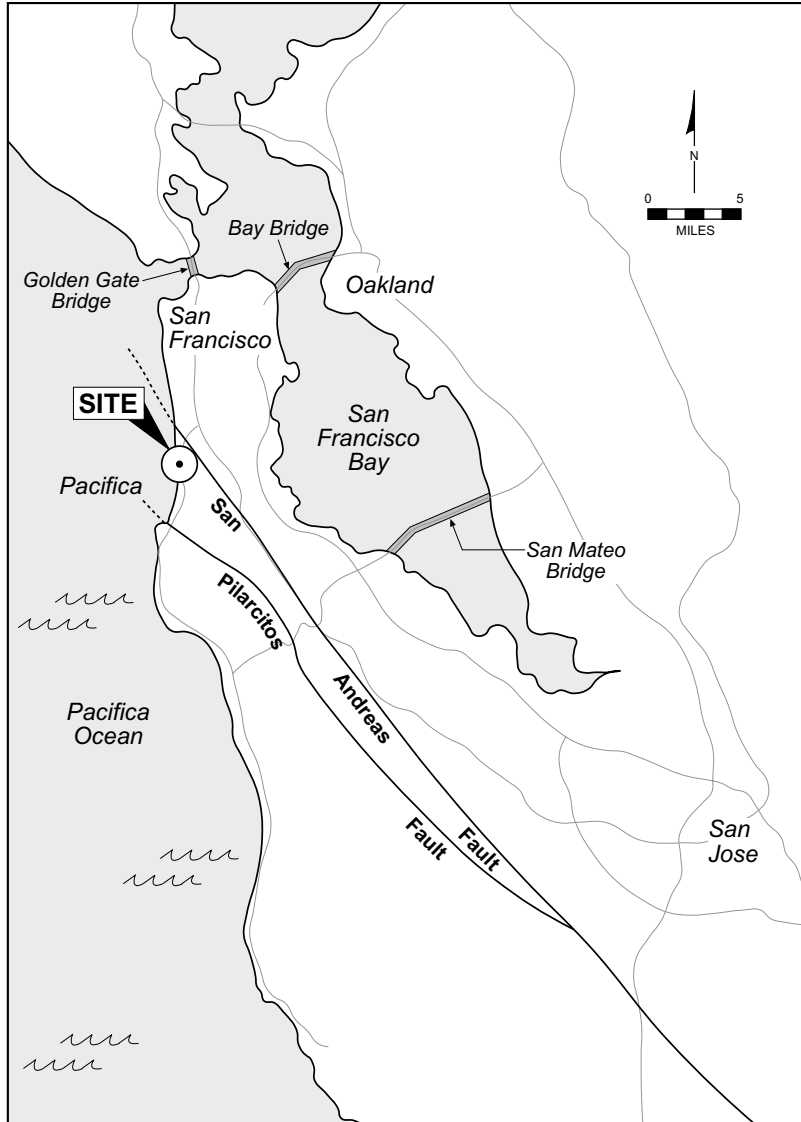 N
0 5
MILES
Bay Bridge
Golden Gate
Bridge
Oakland
San
Francisco
SITE
San
Francisco
Bay
Pacifica
San
San Mateo
Bridge
Pilarcitos
Andreas
Pacifica
Ocean
Fault
Fault
San
Jose